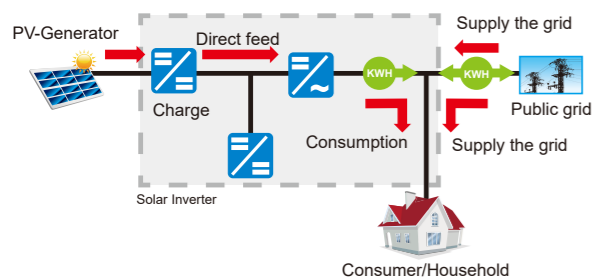 Supply the grid
PV-Generator
Direct feed
KWH
KWH
Charge
Public grid
Consumption
Supply the grid
Solar Inverter
Consumer/Household